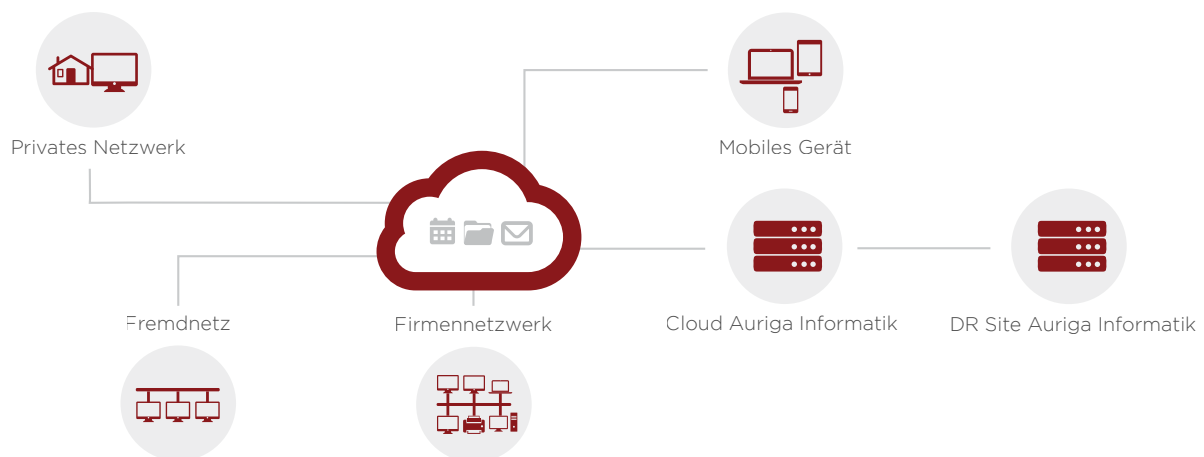 Privates Netzwerk
Mobiles Gerät
Fremdnetz
Firmennetzwerk
Cloud Auriga Informatik
DR Site Auriga Informatik